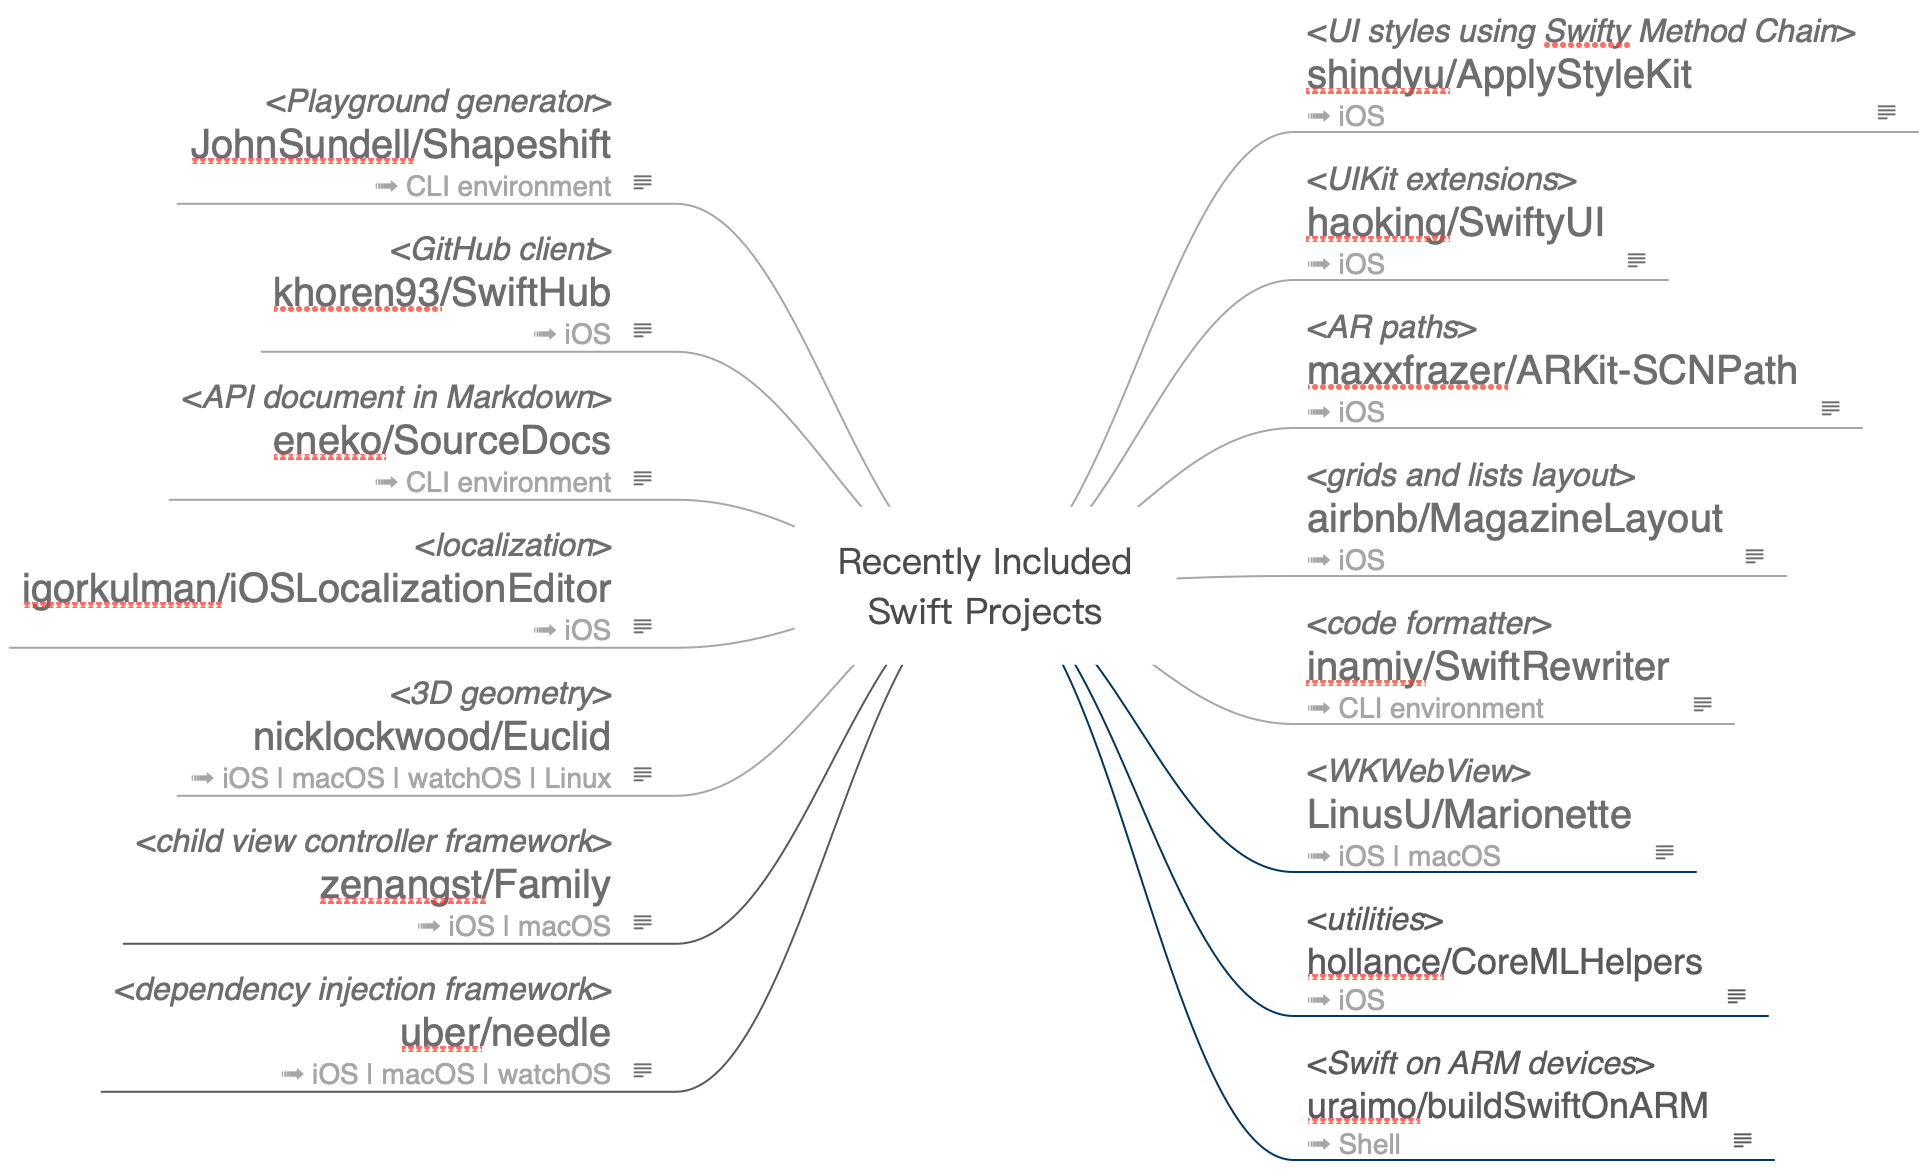 Recently Included
Swift Projects
<Playground generator>
JohnSundell/Shapeshift
➟ CLI environment
<GitHub client>
khoren93/SwiftHub
➟ iOS
<API document in Markdown>
eneko/SourceDocs
➟ CLI environment
<localization>
igorkulman/iOSLocalizationEditor
➟ iOS
<3D geometry>
nicklockwood/Euclid
➟ iOS | macOS | watchOS | Linux
<child view controller framework>
zenangst/Family
➟ iOS | macOS
<dependency injection framework>
uber/needle
➟ iOS | macOS | watchOS
<UI styles using Swifty Method Chain>
shindyu/ApplyStyleKit
➟ iOS
<UIKit extensions>
haoking/SwiftyUI
➟ iOS
<AR paths>
maxxfrazer/ARKit-SCNPath
➟ iOS
<grids and lists layout>
airbnb/MagazineLayout
➟ iOS
<code formatter>
inamiy/SwiftRewriter
➟ CLI environment
<WKWebView>
LinusU/Marionette
➟ iOS | macOS
<utilities>
hollance/CoreMLHelpers
➟ iOS
<Swift on ARM devices>
uraimo/buildSwiftOnARM
➟ Shell